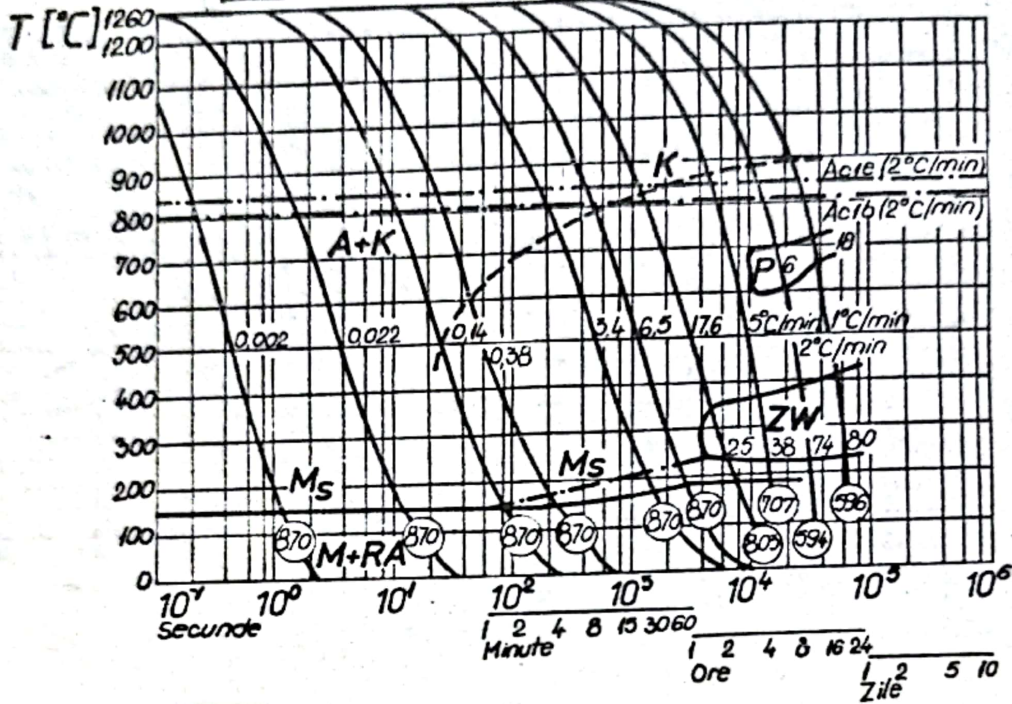 T [°C]
1260
1200
1100
1000
900
800
700
600
500
400
300
200
100
0
K
Ac1e (2°C/min)
Ac1b (2°C/min)
A+K
P 6 18
0,002 0,022 0,14 0,38 3,4 6,5 17,6 5°C/min 1°C/min
2°C/min
ZW
25 38 74 80
Ms Ms
870 M+RA 870 870 870 870 870 803 707 594 596
10⁰ 10¹ 10² 10³ 10⁴ 10⁵ 10⁶
Secunde
1 2 4 8 15 30 60
Minute
1 2 4 8 16 24
Ore
1 2 5 10
Zile